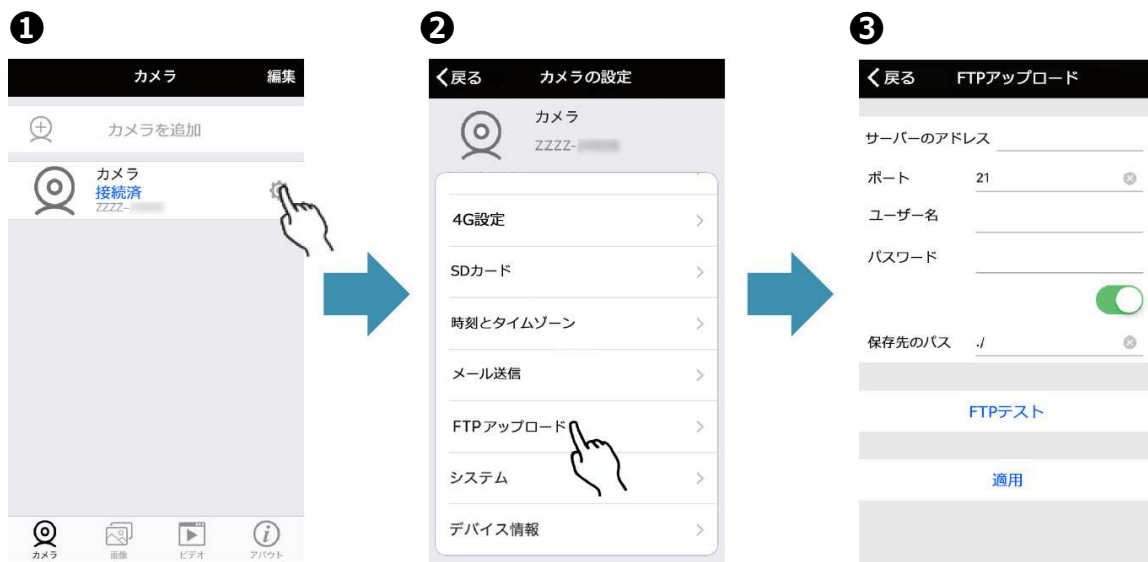 ❶
カメラ
編集
カメラを追加
カメラ
接続済
ZZZZ-
カメラ
画像
ビデオ
アバウト
❷
戻る
カメラの設定
カメラ
ZZZZ-
4G設定
SDカード
時刻とタイムゾーン
メール送信
FTPアップロード
システム
デバイス情報
❸
戻る
FTPアップロード
サーバーのアドレス
ポート 21
ユーザー名
パスワード
保存先のパス ./
FTPテスト
適用